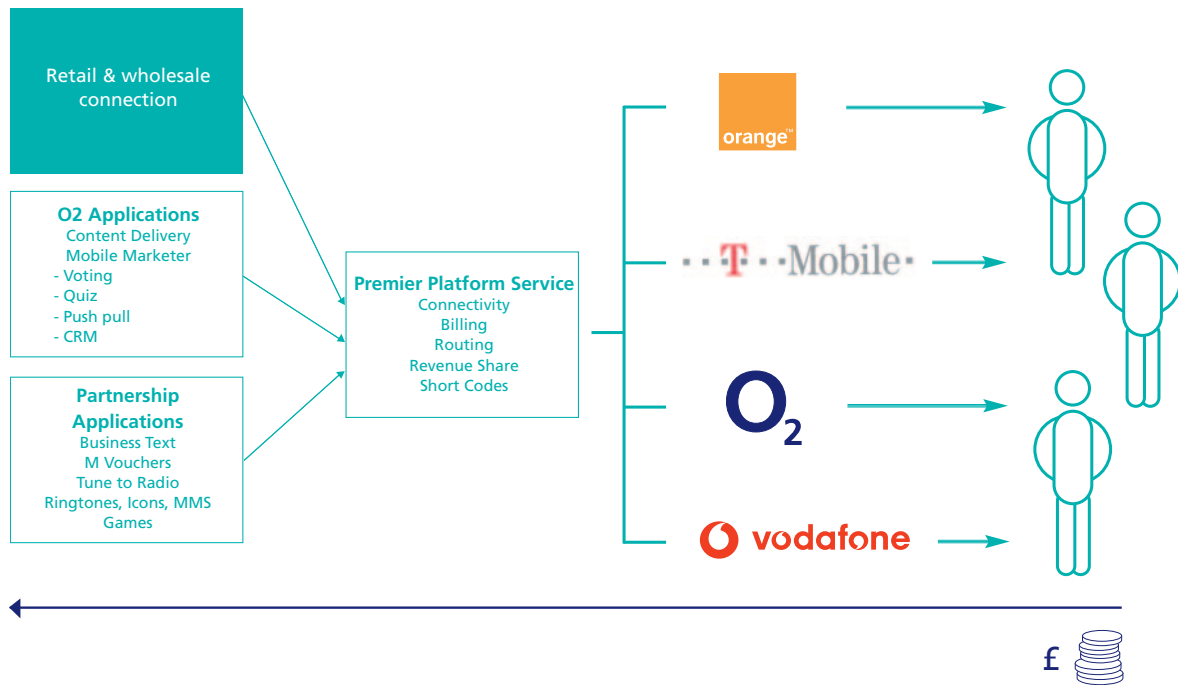 Retail & wholesale
connection
O2 Applications
Content Delivery
Mobile Marketer
- Voting
- Quiz
- Push pull
- CRM
Partnership
Applications
Business Text
M Vouchers
Tune to Radio
Ringtones, Icons, MMS
Games
Premier Platform Service
Connectivity
Billing
Routing
Revenue Share
Short Codes
orange™
T Mobile
O2
vodafone
£